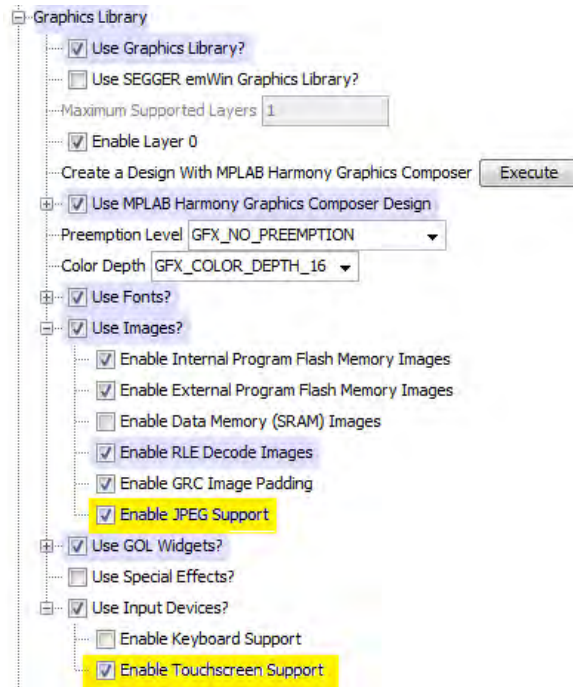 Graphics Library
Use Graphics Library?
Use SEGGER emWin Graphics Library?
Maximum Supported Layers 1
Enable Layer 0
Create a Design With MPLAB Harmony Graphics Composer Execute
Use MPLAB Harmony Graphics Composer Design
Preemption Level GFX_NO_PREEMPTION
Color Depth GFX_COLOR_DEPTH_16
Use Fonts?
Use Images?
Enable Internal Program Flash Memory Images
Enable External Program Flash Memory Images
Enable Data Memory (SRAM) Images
Enable RLE Decode Images
Enable GRC Image Padding
Enable JPEG Support
Use GOL Widgets?
Use Special Effects?
Use Input Devices?
Enable Keyboard Support
Enable Touchscreen Support